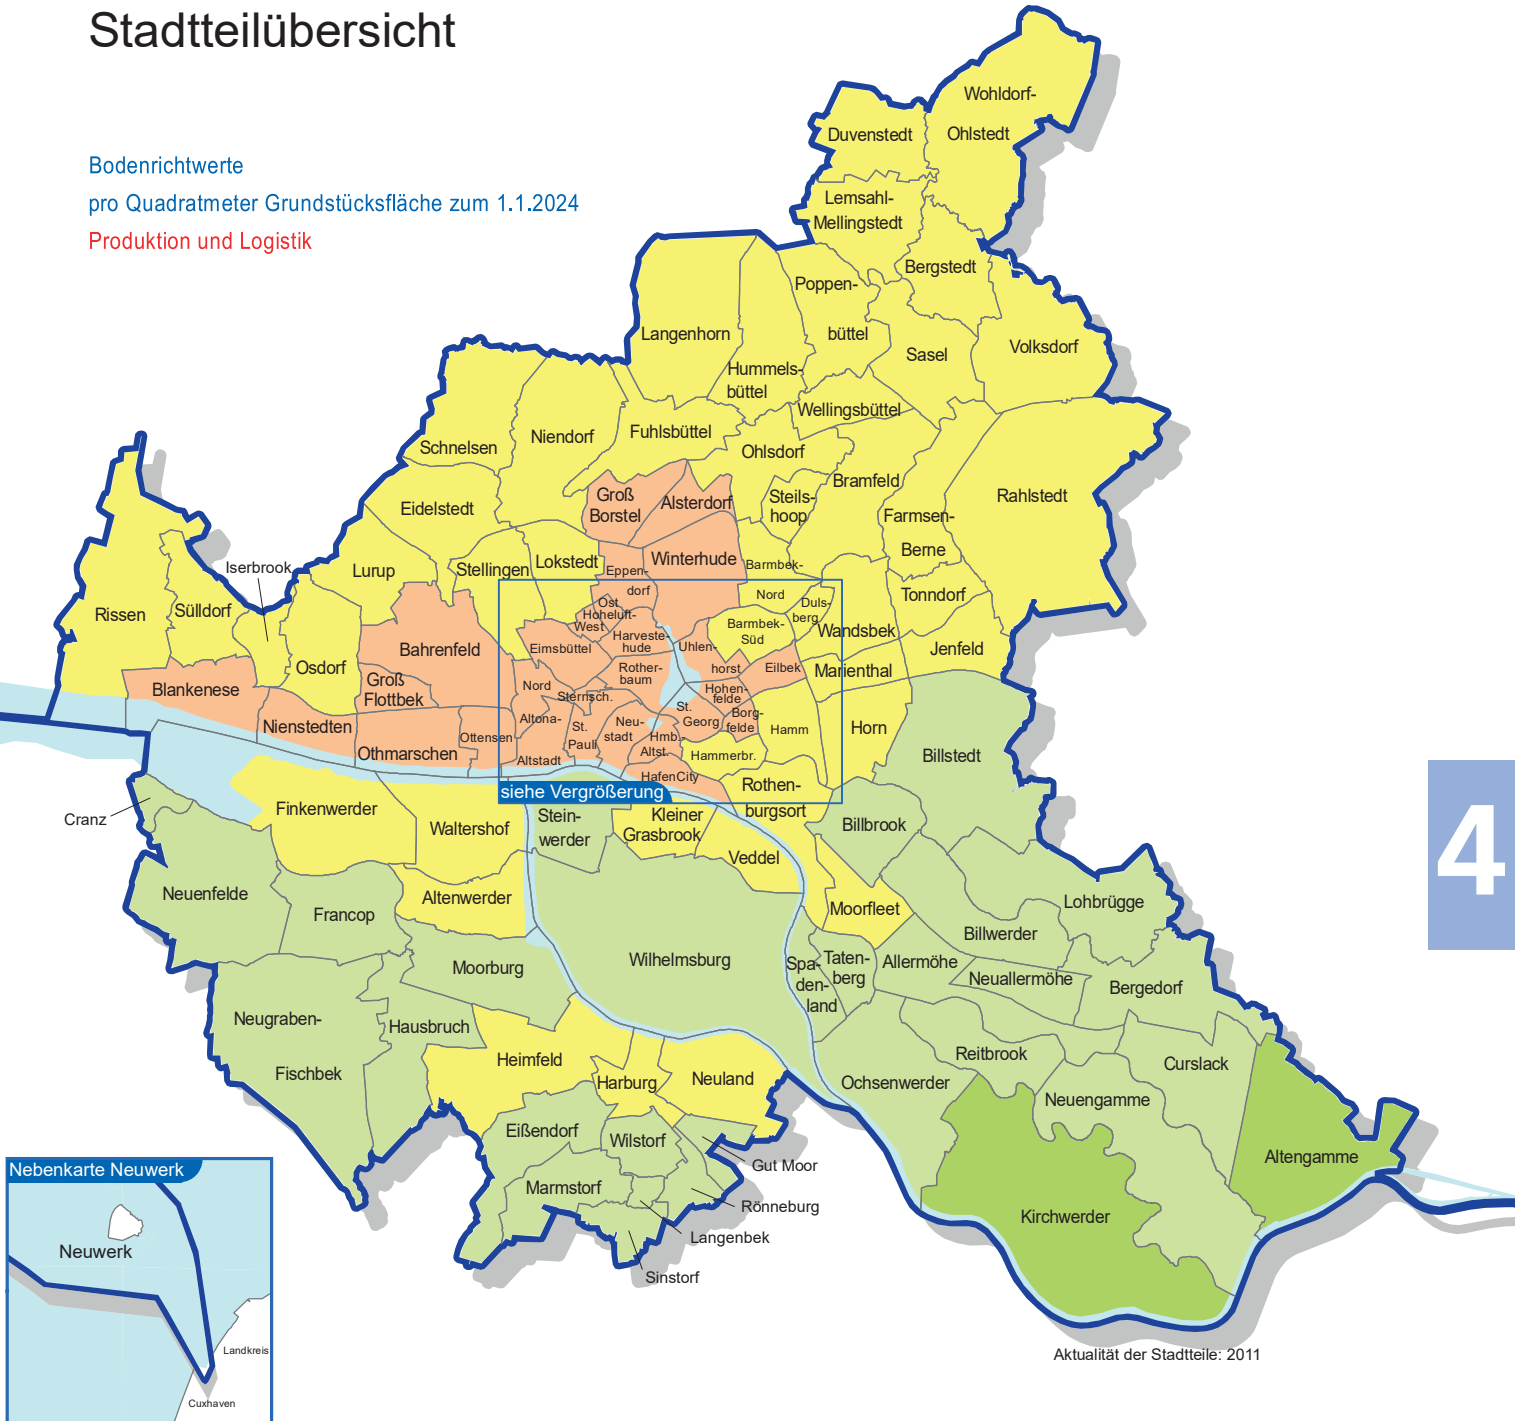 Stadtteilübersicht
Bodenrichtwerte
pro Quadratmeter Grundstücksfläche zum 1.1.2024
Produktion und Logistik
Wohldorf-
Ohlstedt
Duvenstedt
Lemsahl-
Mellingstedt
Bergstedt
Poppen-
büttel
Langenhorn
Hummels-
büttel
Sasel
Volksdorf
Wellingsbüttel
Schnelsen
Niendorf
Fuhlsbüttel
Ohlsdorf
Bramfeld
Rahlstedt
Eidelstedt
Groß
Borstel
Alsterdorf
Steils-
hoop
Farmsen-
Berne
Iserbrook
Lurup
Stellingen
Lokstedt
Eppen-
dorf
Winterhude
Barmbek-
Nord
Duls-
berg
Tonndorf
Rissen
Sülldorf
Ost
Hoheluft-
West
Barmbek-
Süd
Wandsbek
Bahrenfeld
Eimsbüttel
Harveste-
hude
Uhlen-
horst
Eilbek
Marienthal
Jenfeld
Osdorf
Groß
Flottbek
Blankenese
Nord
Sternsch.
Rother-
baum
Hohen-
felde
Nienstedten
Othmarschen
Ottensen
Altona-
Altstadt
St.
Pauli
Neu-
stadt
Hmb.-
Altst.
St.
Georg
Borg-
felde
Hamm
Horn
Billstedt
Hammerbr.
HafenCity
siehe Vergrößerung
Rothen-
burgsort
Cranz
Finkenwerder
Waltershof
Stein-
werder
Kleiner
Grasbrook
Billbrook
Veddel
Neuenfelde
Francop
Altenwerder
Moorfleet
Lohbrügge
Billwerder
Moorburg
Wilhelmsburg
Spa-
den-
land
Taten-
berg
Allermöhe
Neuallermöhe
Bergedorf
Neugraben-
Fischbek
Hausbruch
Heimfeld
Harburg
Neuland
Reitbrook
Ochsenwerder
Neuengamme
Curslack
Eißendorf
Wilstorf
Gut Moor
Marmstorf
Rönneburg
Langenbek
Sinstorf
Kirchwerder
Altengamme
4
Nebenkarte Neuwerk
Neuwerk
Landkreis
Cuxhaven
Aktualität der Stadtteile: 2011